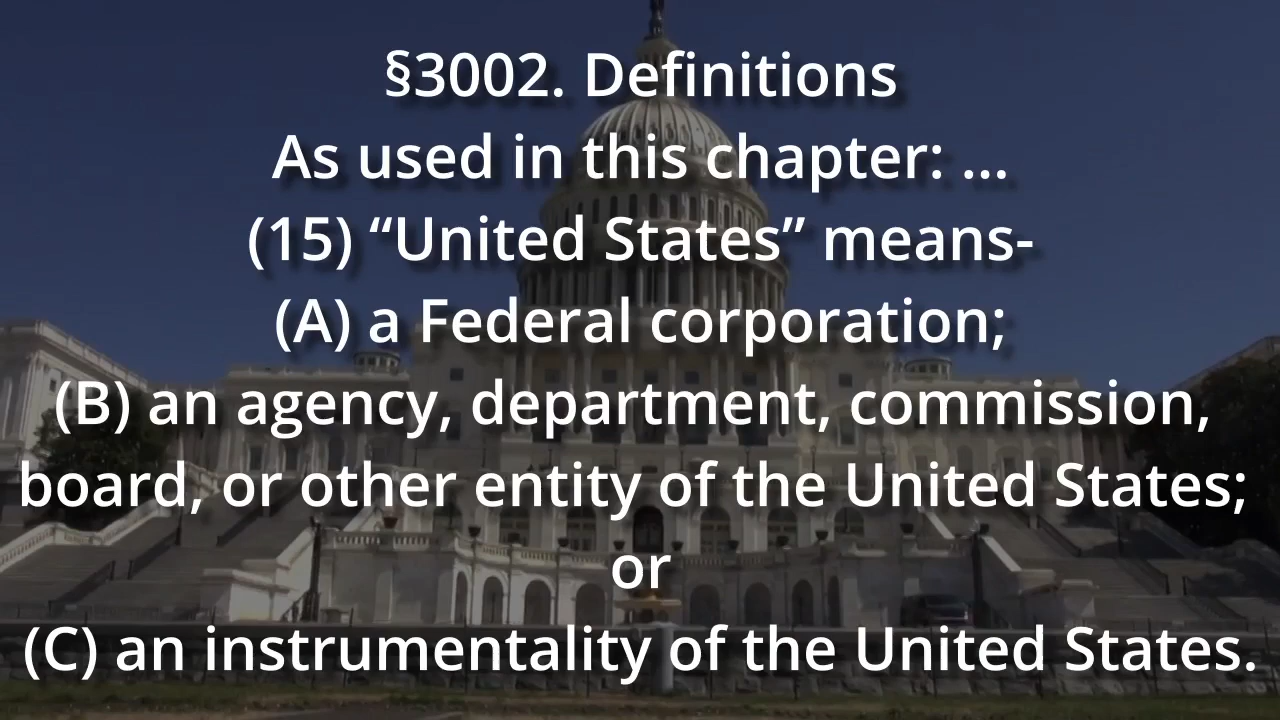 §3002. Definitions
As used in this chapter: ...
(15) “United States” means-
(A) a Federal corporation;
(B) an agency, department, commission,
board, or other entity of the United States;
or
(C) an instrumentality of the United States.